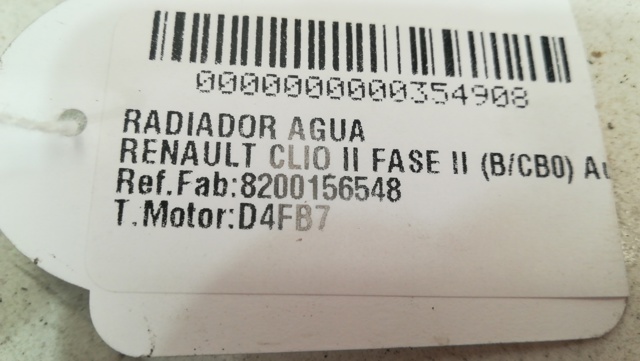 0000000000354908
RADIADOR AGUA
RENAULT CLIO II FASE II (B/CB0)
Ref.Fab:8200156548
T.Motor:D4FB7